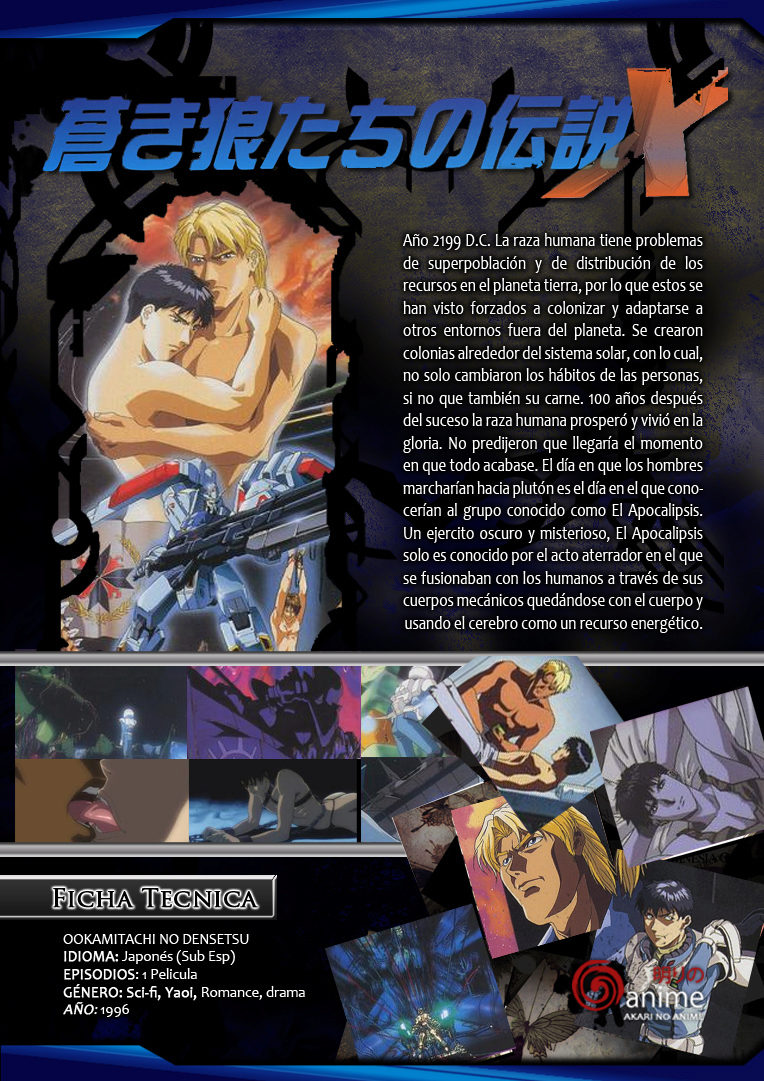 蒼き狼たちの伝説 X
Año 2199 D.C. La raza humana tiene problemas
de superpoblación y de distribución de los
recursos en el planeta tierra, por lo que estos se
han visto forzados a colonizar y adaptarse a
otros entornos fuera del planeta. Se crearon
colonias alrededor del sistema solar, con lo cual,
no solo cambiaron los hábitos de las personas,
si no que también su carne. 100 años después
del suceso la raza humana prosperó y vivió en la
gloria. No predijeron que llegaría el momento
en que todo acabase. El día en que los hombres
marcharían hacia plutón es el día en el que cono-
cerían al grupo conocido como El Apocalipsis.
Un ejercito oscuro y misterioso, El Apocalipsis
solo es conocido por el acto aterrador en el que
se fusionaban con los humanos a través de sus
cuerpos mecánicos quedándose con el cuerpo y
usando el cerebro como un recurso energético.
FICHA TECNICA
OOKAMITACHI NO DENSETSU
IDIOMA: Japonés (Sub Esp)
EPISODIOS: 1 Pelicula
GÉNERO: Sci-fi, Yaoi, Romance, drama
AÑO: 1996
明りの
anime
AKARI NO ANIME